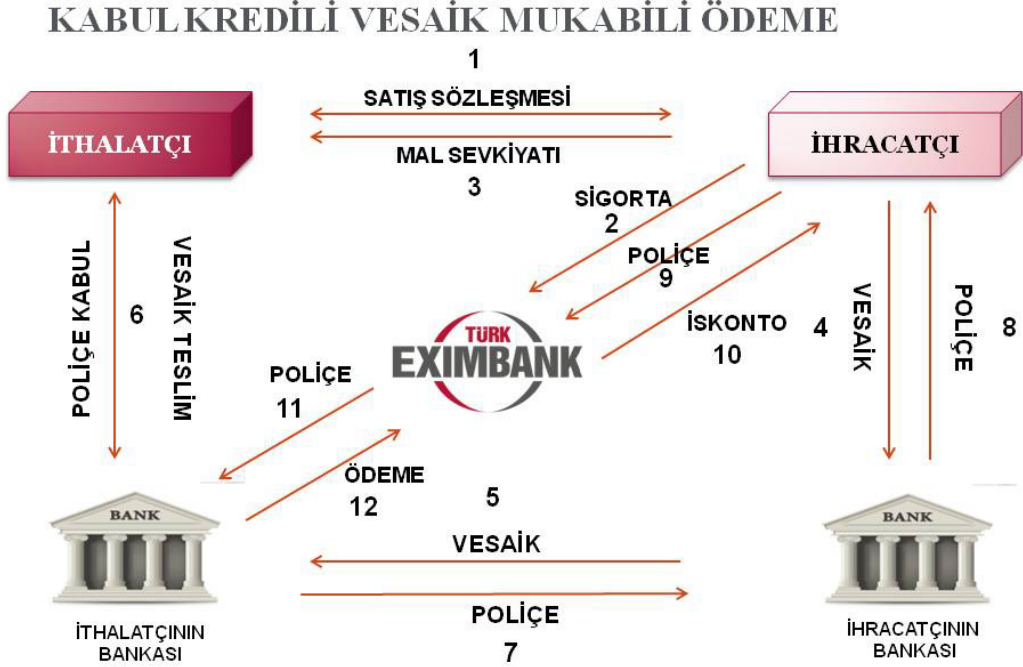 KABUL KREDİLİ VESAİK MUKABİLİ ÖDEME
1
SATIŞ SÖZLEŞMESİ
İTHALATÇI
İHRACATÇI
MAL SEVKİYATI
3
SİGORTA
2
POLİÇE
9
POLİÇE KABUL
6
VESAİK TESLİM
İSKONTO
10
4
VESAİK
POLİÇE
8
TÜRK
EXIMBANK
POLİÇE
11
ÖDEME
12
5
VESAİK
POLİÇE
7
BANK
İTHALATÇININ
BANKASI
BANK
İHRACATÇININ
BANKASI